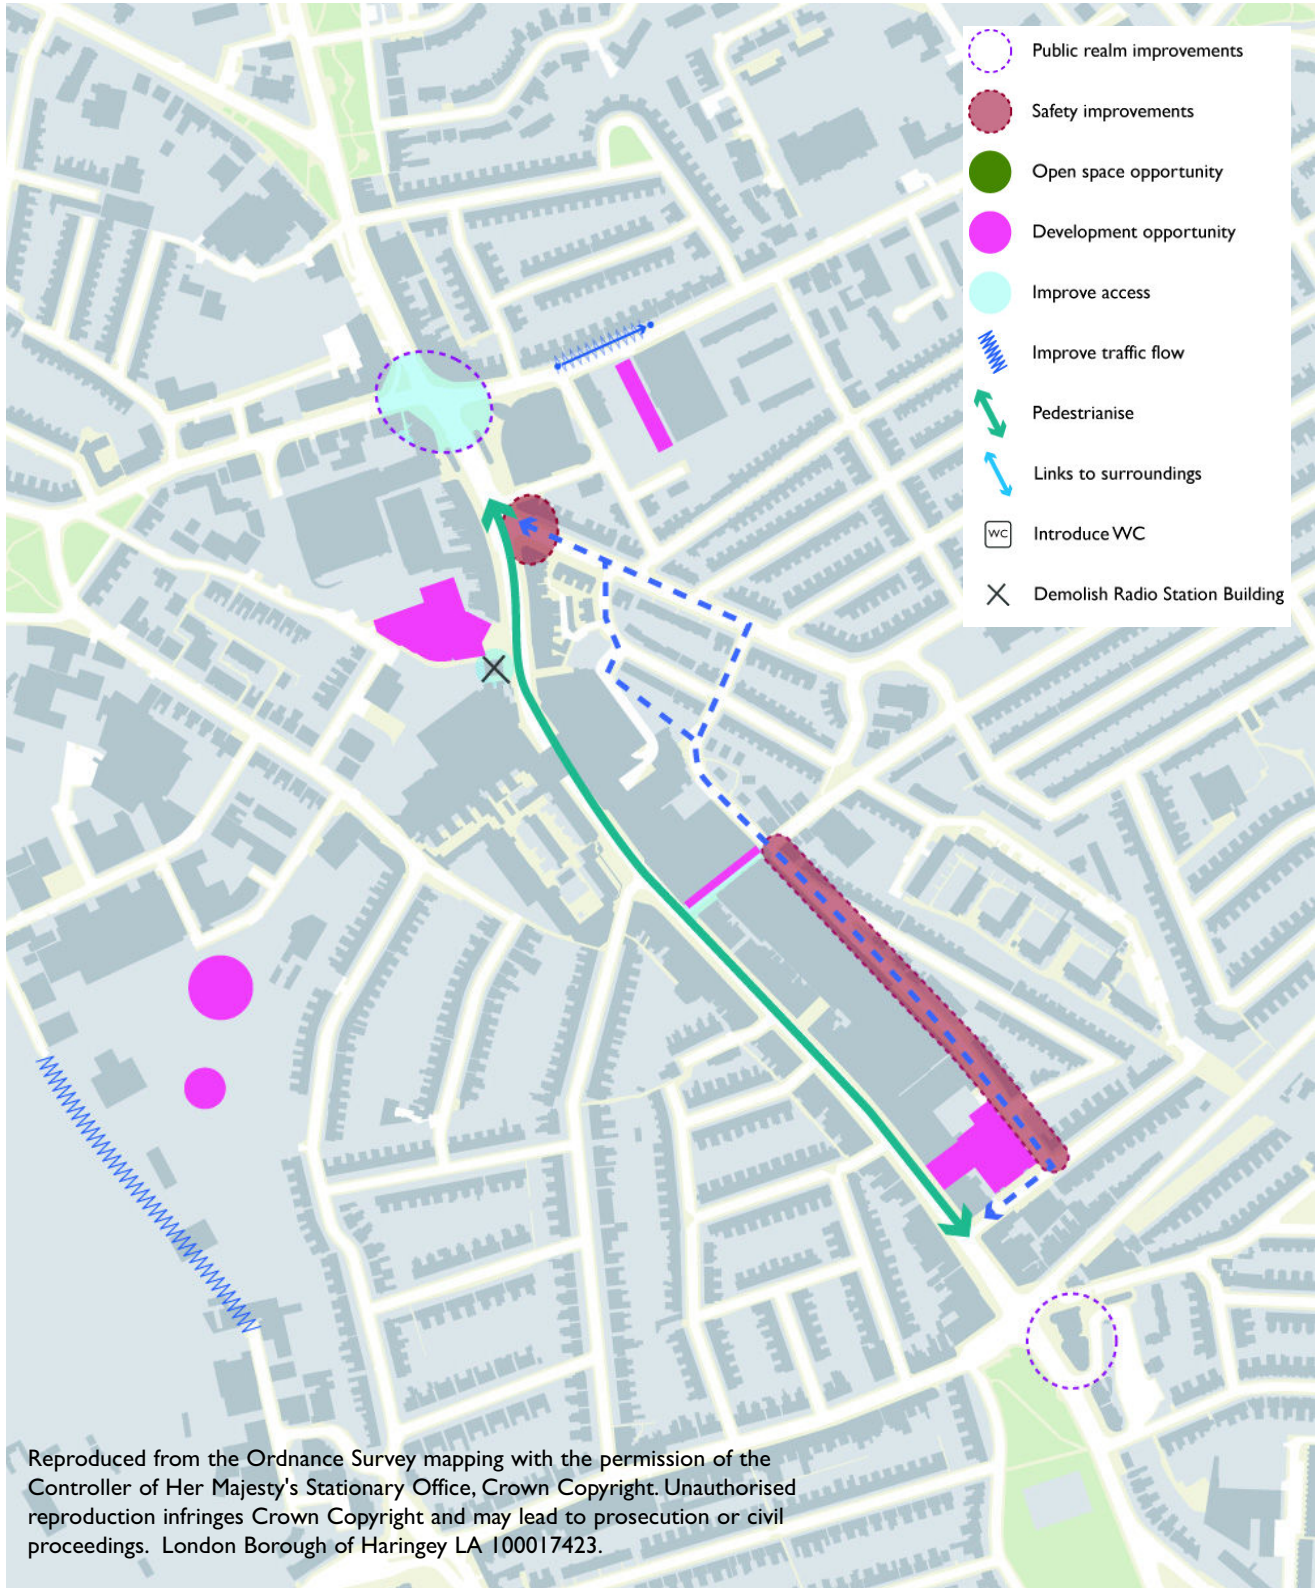 Public realm improvements
Safety improvements
Open space opportunity
Development opportunity
Improve access
Improve traffic flow
Pedestrianise
Links to surroundings
WC Introduce WC
Demolish Radio Station Building
Reproduced from the Ordnance Survey mapping with the permission of the
Controller of Her Majesty's Stationary Office, Crown Copyright. Unauthorised
reproduction infringes Crown Copyright and may lead to prosecution or civil
proceedings. London Borough of Haringey LA 100017423.